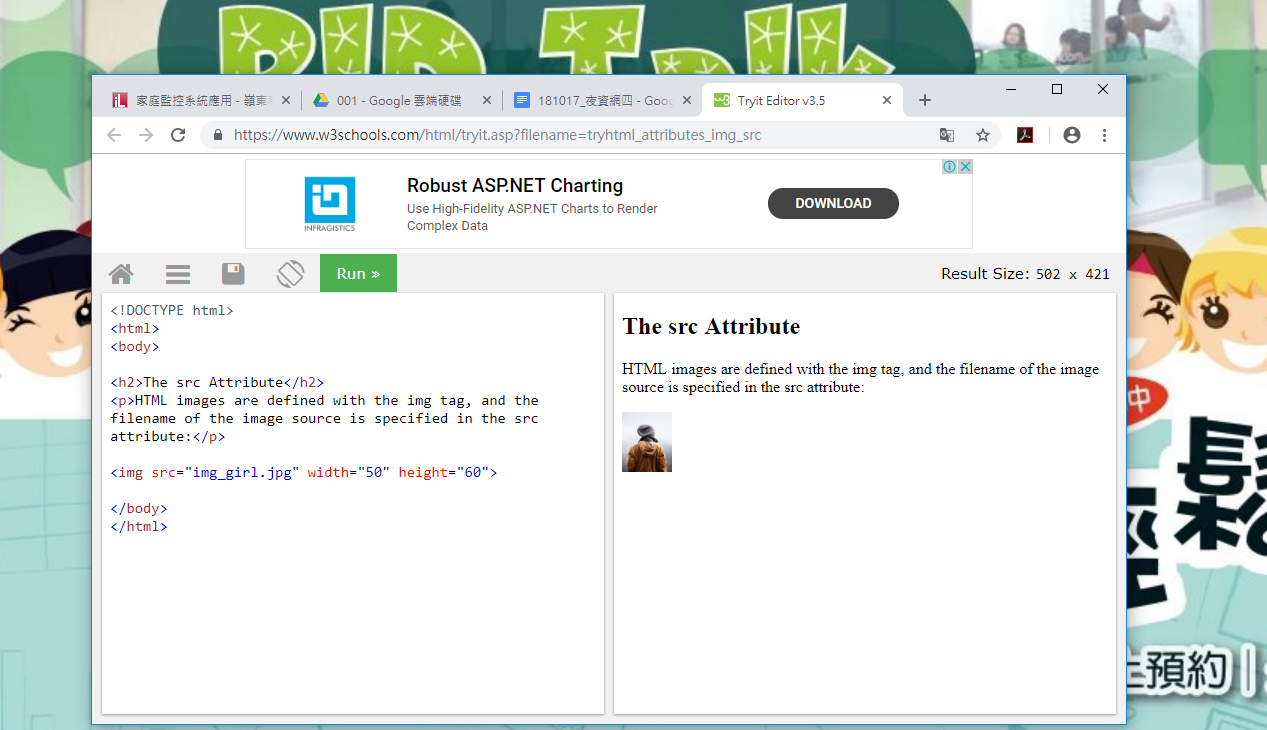 家庭監控系統應用 - 嶺東
001 - Google 雲端硬碟
181017_夜資網四 - Goog
Tryit Editor v3.5
https://www.w3schools.com/html/tryit.asp?filename=tryhtml_attributes_img_src
Robust ASP.NET Charting
Use High-Fidelity ASP.NET Charts to Render
Complex Data
DOWNLOAD
INFRAGISTICS
Run »
Result Size: 502 x 421
<!DOCTYPE html>
<html>
<body>
<h2>The src Attribute</h2>
<p>HTML images are defined with the img tag, and the
filename of the image source is specified in the src
attribute:</p>
<img src="img_girl.jpg" width="50" height="60">
</body>
</html>
The src Attribute
HTML images are defined with the img tag, and the filename of the image
source is specified in the src attribute:
中
鬆
預約